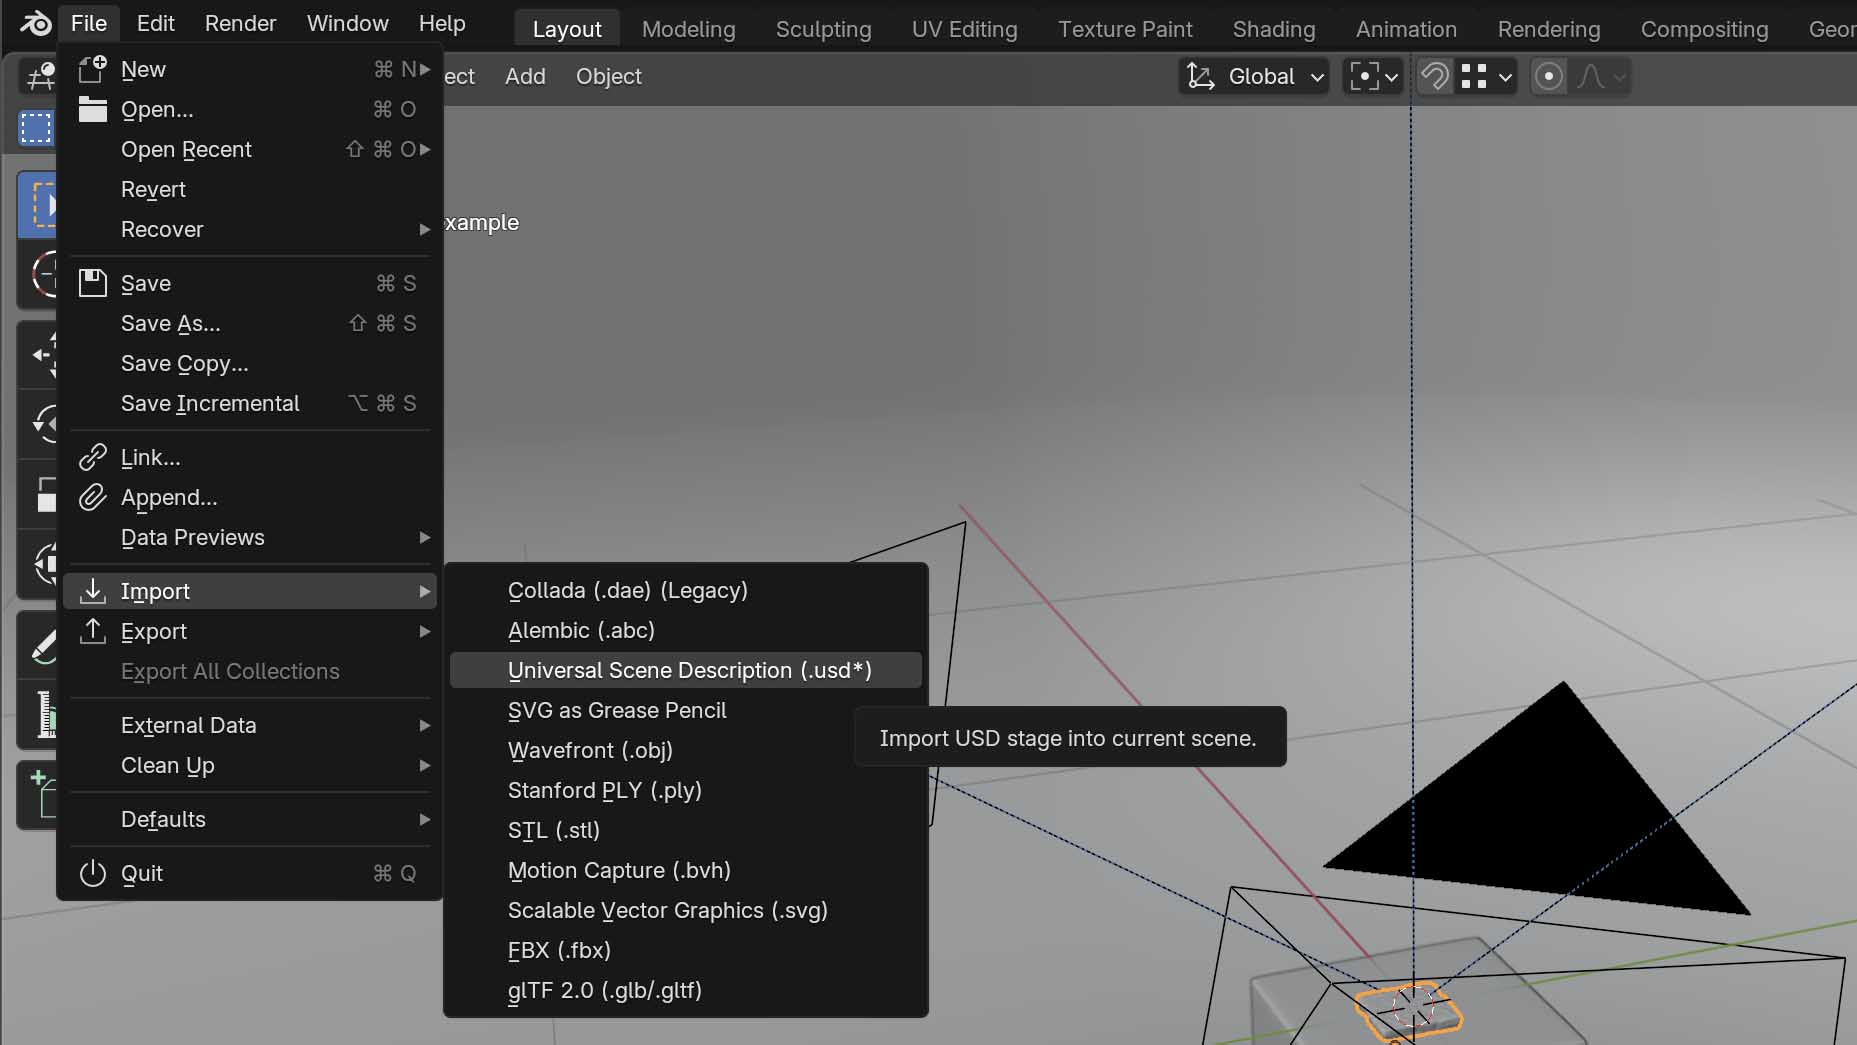 File Edit Render Window Help Layout Modeling Sculpting UV Editing Texture Paint Shading Animation Rendering Compositing
Add Object Global
New ⌘ N
Open... ⌘ O
Open Recent ⇧ ⌘ O
Revert
Recover
xample
Save ⌘ S
Save As... ⇧ ⌘ S
Save Copy...
Save Incremental ⌥ ⌘ S
Link...
Append...
Data Previews
Import
Export
Export All Collections
External Data
Clean Up
Defaults
Quit ⌘ Q
Collada (.dae) (Legacy)
Alembic (.abc)
Universal Scene Description (.usd*)
SVG as Grease Pencil
Wavefront (.obj)
Stanford PLY (.ply)
STL (.stl)
Motion Capture (.bvh)
Scalable Vector Graphics (.svg)
FBX (.fbx)
glTF 2.0 (.glb/.gltf)
Import USD stage into current scene.